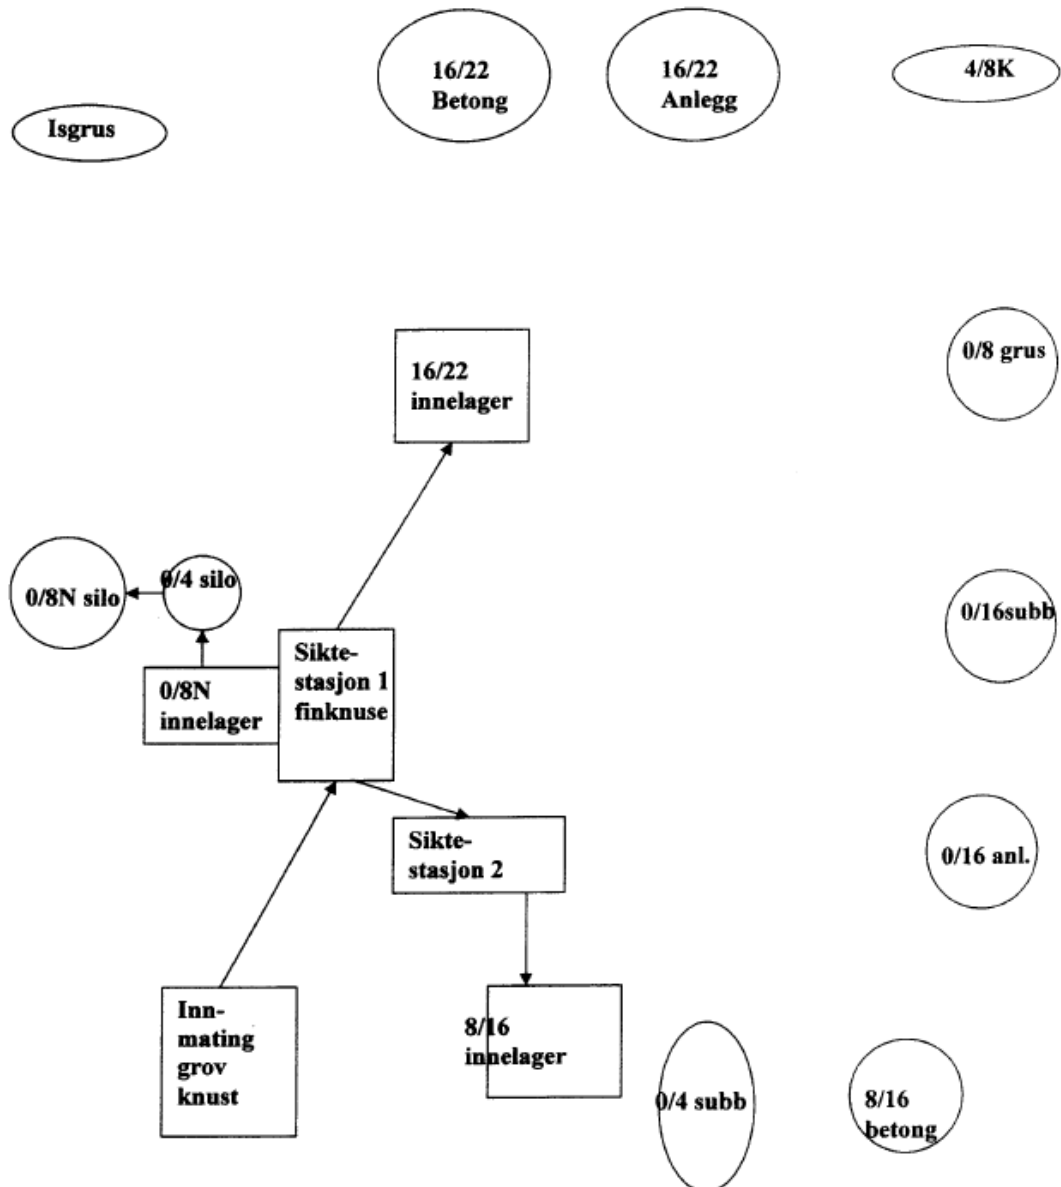 16/22
Betong
16/22
Anlegg
4/8K
Isgrus
16/22
innelager
0/8 grus
0/8N silo
0/4 silo
0/16subb
Sikte-
stasjon 1
finknuse
0/8N
innelager
Sikte-
stasjon 2
0/16 anl.
Inn-
mating
grov
knust
8/16
innelager
0/4 subb
8/16
betong